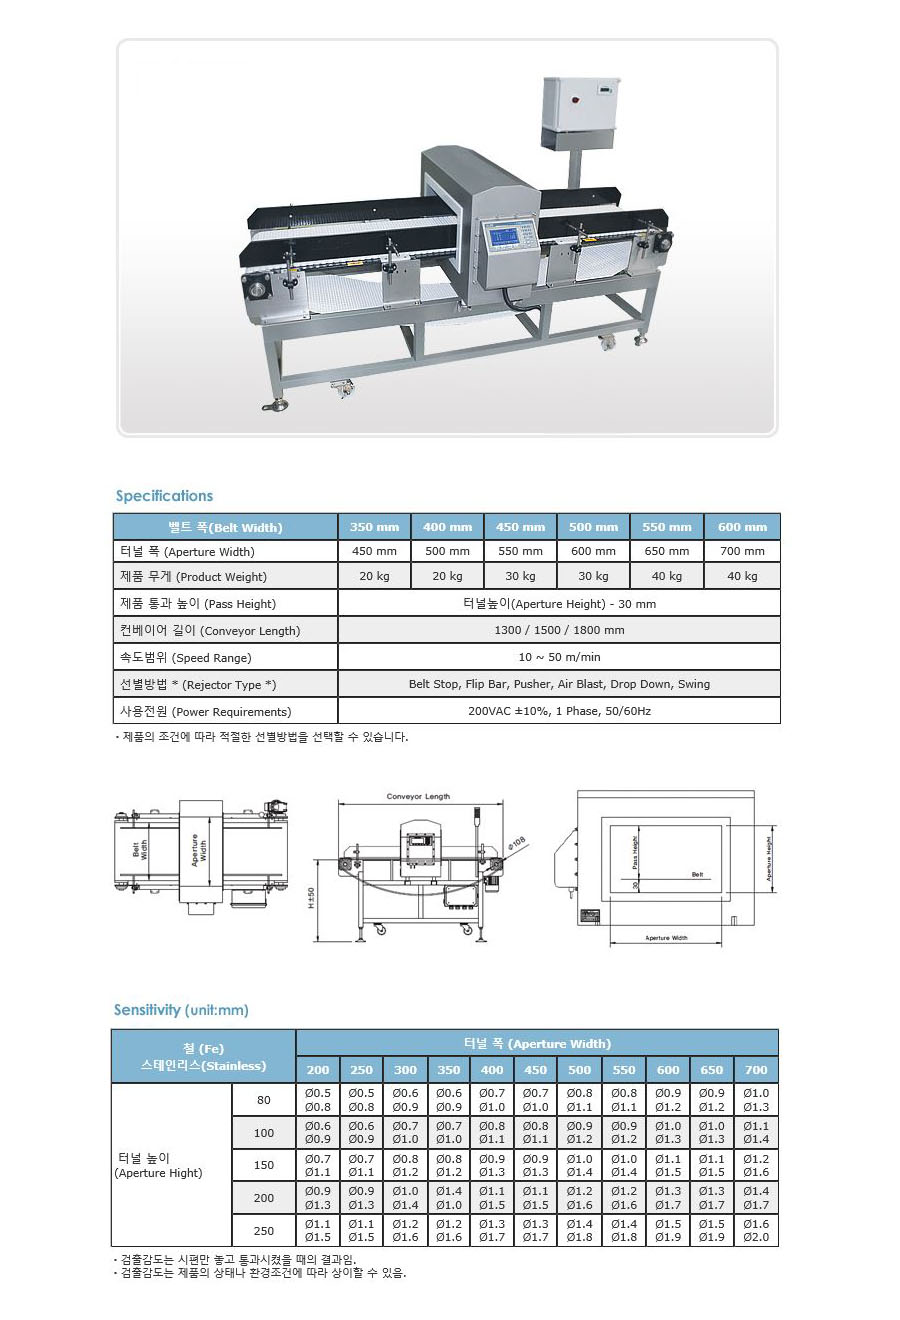 Specifications
벨트 폭(Belt Width) 350 mm 400 mm 450 mm 500 mm 550 mm 600 mm
터널 폭 (Aperture Width) 450 mm 500 mm 550 mm 600 mm 650 mm 700 mm
제품 무게 (Product Weight) 20 kg 20 kg 30 kg 30 kg 40 kg 40 kg
제품 통과 높이 (Pass Height) 터널높이(Aperture Height) - 30 mm
컨베이어 길이 (Conveyor Length) 1300 / 1500 / 1800 mm
속도범위 (Speed Range) 10 ~ 50 m/min
선별방법 * (Rejector Type *) Belt Stop, Flip Bar, Pusher, Air Blast, Drop Down, Swing
사용전원 (Power Requirements) 200VAC ±10%, 1 Phase, 50/60Hz
· 제품의 조건에 따라 적절한 선별방법을 선택할 수 있습니다.
Belt Width
Aperture Width
Conveyor Length
Ø108
H±50
Pass Height
30
Belt
Aperture Height
Aperture Width
Sensitivity (unit:mm)
철 (Fe)
스테인리스(Stainless)
터널 폭 (Aperture Width)
200 250 300 350 400 450 500 550 600 650 700
터널 높이
(Aperture Hight)
80
Ø0.5 Ø0.5 Ø0.6 Ø0.6 Ø0.7 Ø0.7 Ø0.8 Ø0.8 Ø0.9 Ø0.9 Ø1.0
Ø0.8 Ø0.8 Ø0.9 Ø0.9 Ø1.0 Ø1.0 Ø1.1 Ø1.1 Ø1.2 Ø1.2 Ø1.3
100
Ø0.6 Ø0.6 Ø0.7 Ø0.7 Ø0.8 Ø0.8 Ø0.9 Ø0.9 Ø1.0 Ø1.0 Ø1.1
Ø0.9 Ø0.9 Ø1.0 Ø1.0 Ø1.1 Ø1.1 Ø1.2 Ø1.2 Ø1.3 Ø1.3 Ø1.4
150
Ø0.7 Ø0.7 Ø0.8 Ø0.8 Ø0.9 Ø0.9 Ø1.0 Ø1.0 Ø1.1 Ø1.1 Ø1.2
Ø1.1 Ø1.1 Ø1.2 Ø1.2 Ø1.3 Ø1.3 Ø1.4 Ø1.4 Ø1.5 Ø1.5 Ø1.6
200
Ø0.9 Ø0.9 Ø1.0 Ø1.4 Ø1.1 Ø1.1 Ø1.2 Ø1.2 Ø1.3 Ø1.3 Ø1.4
Ø1.3 Ø1.3 Ø1.4 Ø1.0 Ø1.5 Ø1.5 Ø1.6 Ø1.6 Ø1.7 Ø1.7 Ø1.7
250
Ø1.1 Ø1.1 Ø1.2 Ø1.2 Ø1.3 Ø1.3 Ø1.4 Ø1.4 Ø1.5 Ø1.5 Ø1.6
Ø1.5 Ø1.5 Ø1.6 Ø1.6 Ø1.7 Ø1.7 Ø1.8 Ø1.8 Ø1.9 Ø1.9 Ø2.0
· 검출감도는 시편만 놓고 통과시켰을 때의 결과임.
· 검출감도는 제품의 상태나 환경조건에 따라 상이할 수 있음.